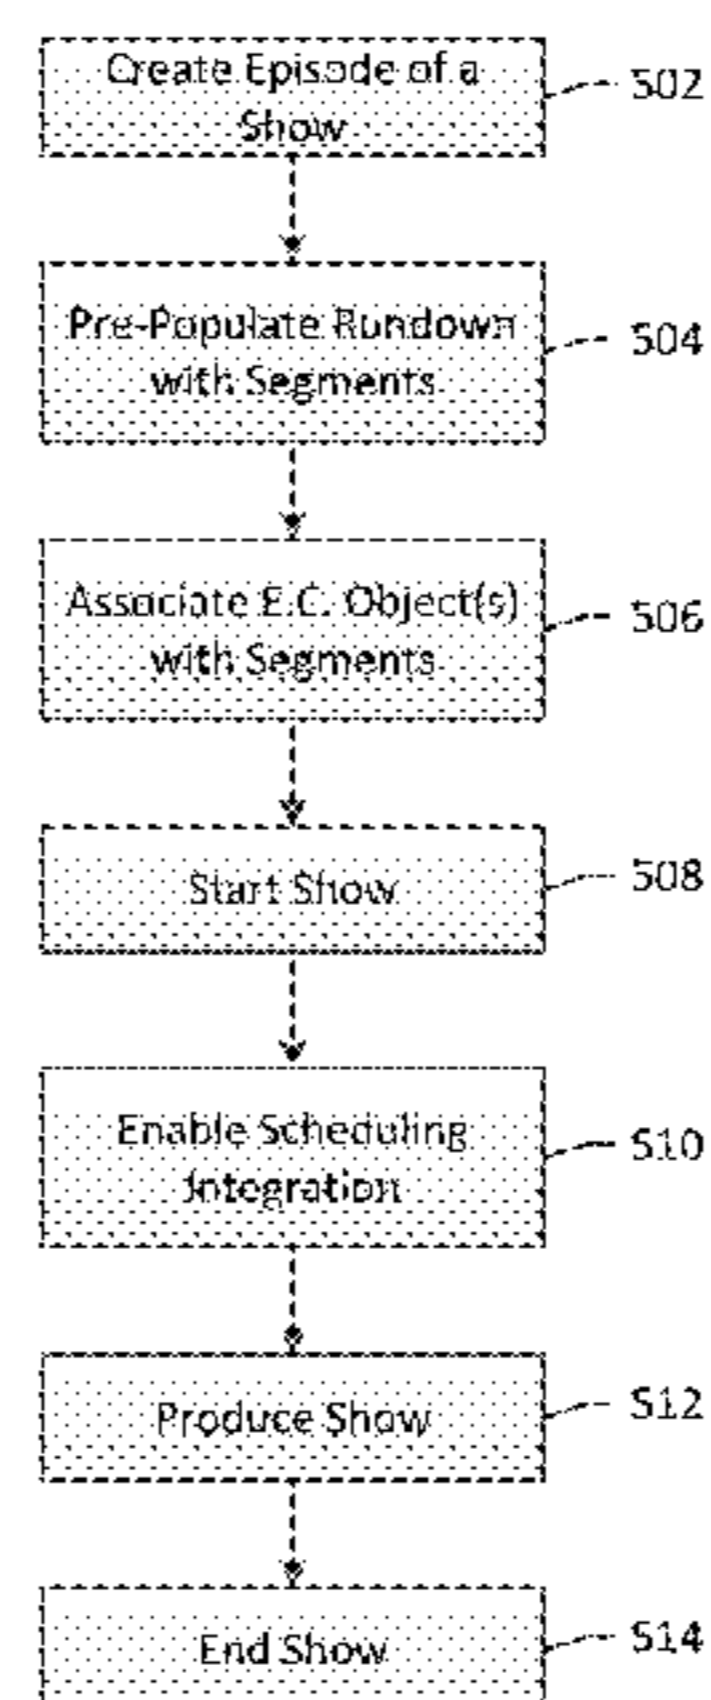 Create Episode of a
Show
502
Pre-Populate Rundown
with Segments
504
Associate E.C. Object(s)
with Segments
506
Start Show
508
Enable Scheduling
Integration
510
Produce Show
512
End Show
514